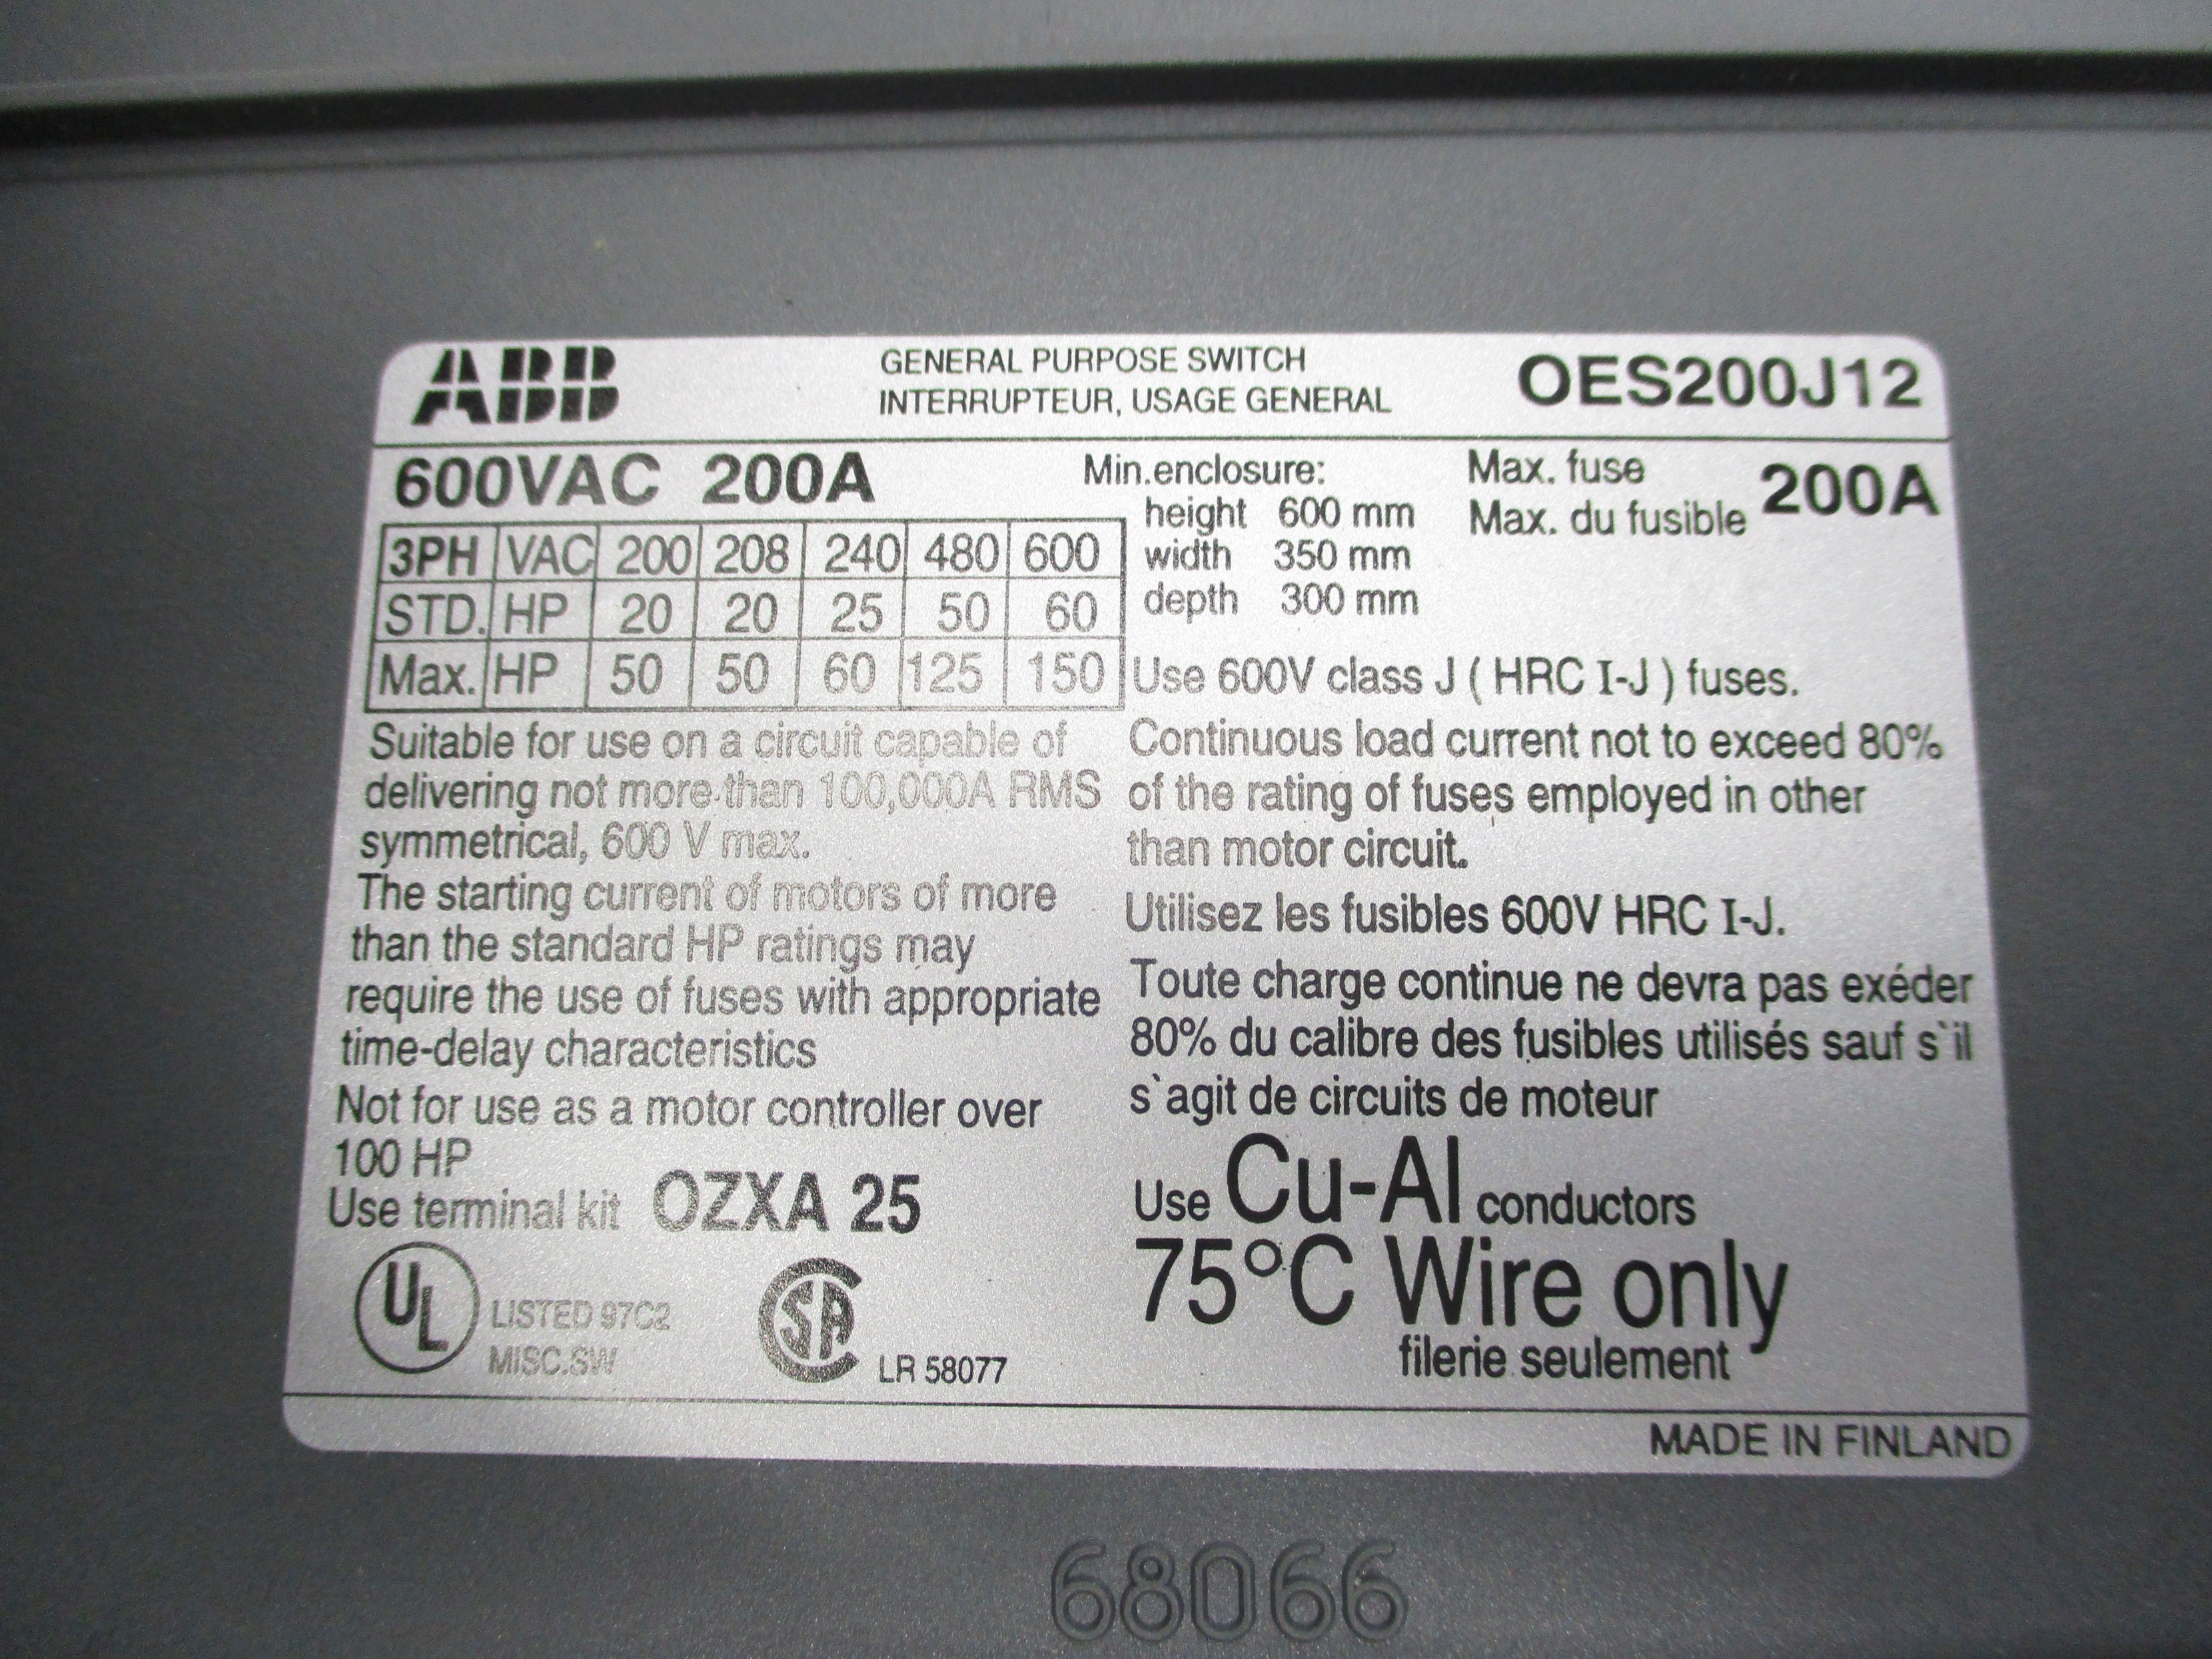 ABB
GENERAL PURPOSE SWITCH
INTERRUPTEUR, USAGE GENERAL
OES200J12
600VAC 200A
3PH VAC 200 208 240 480 600
STD. HP 20 20 25 50 60
Max. HP 50 50 60 125 150
Min.enclosure:
height 600 mm
width 350 mm
depth 300 mm
Max. fuse
Max. du fusible
200A
Suitable for use on a circuit capable of
delivering not more than 100,000A RMS
symmetrical, 600 V max.
The starting current of motors of more
than the standard HP ratings may
require the use of fuses with appropriate
time-delay characteristics
Not for use as a motor controller over
100 HP
Use terminal kit OZXA 25
UL
LISTED 97C2
MISC.SW
SA
LR 58077
Use 600V class J ( HRC I-J ) fuses.
Continuous load current not to exceed 80%
of the rating of fuses employed in other
than motor circuit.
Utilisez les fusibles 600V HRC I-J.
Toute charge continue ne devra pas exéder
80% du calibre des fusibles utilisés sauf s`il
s`agit de circuits de moteur
Use Cu-Al conductors
75°C Wire only
filerie seulement
MADE IN FINLAND
68066